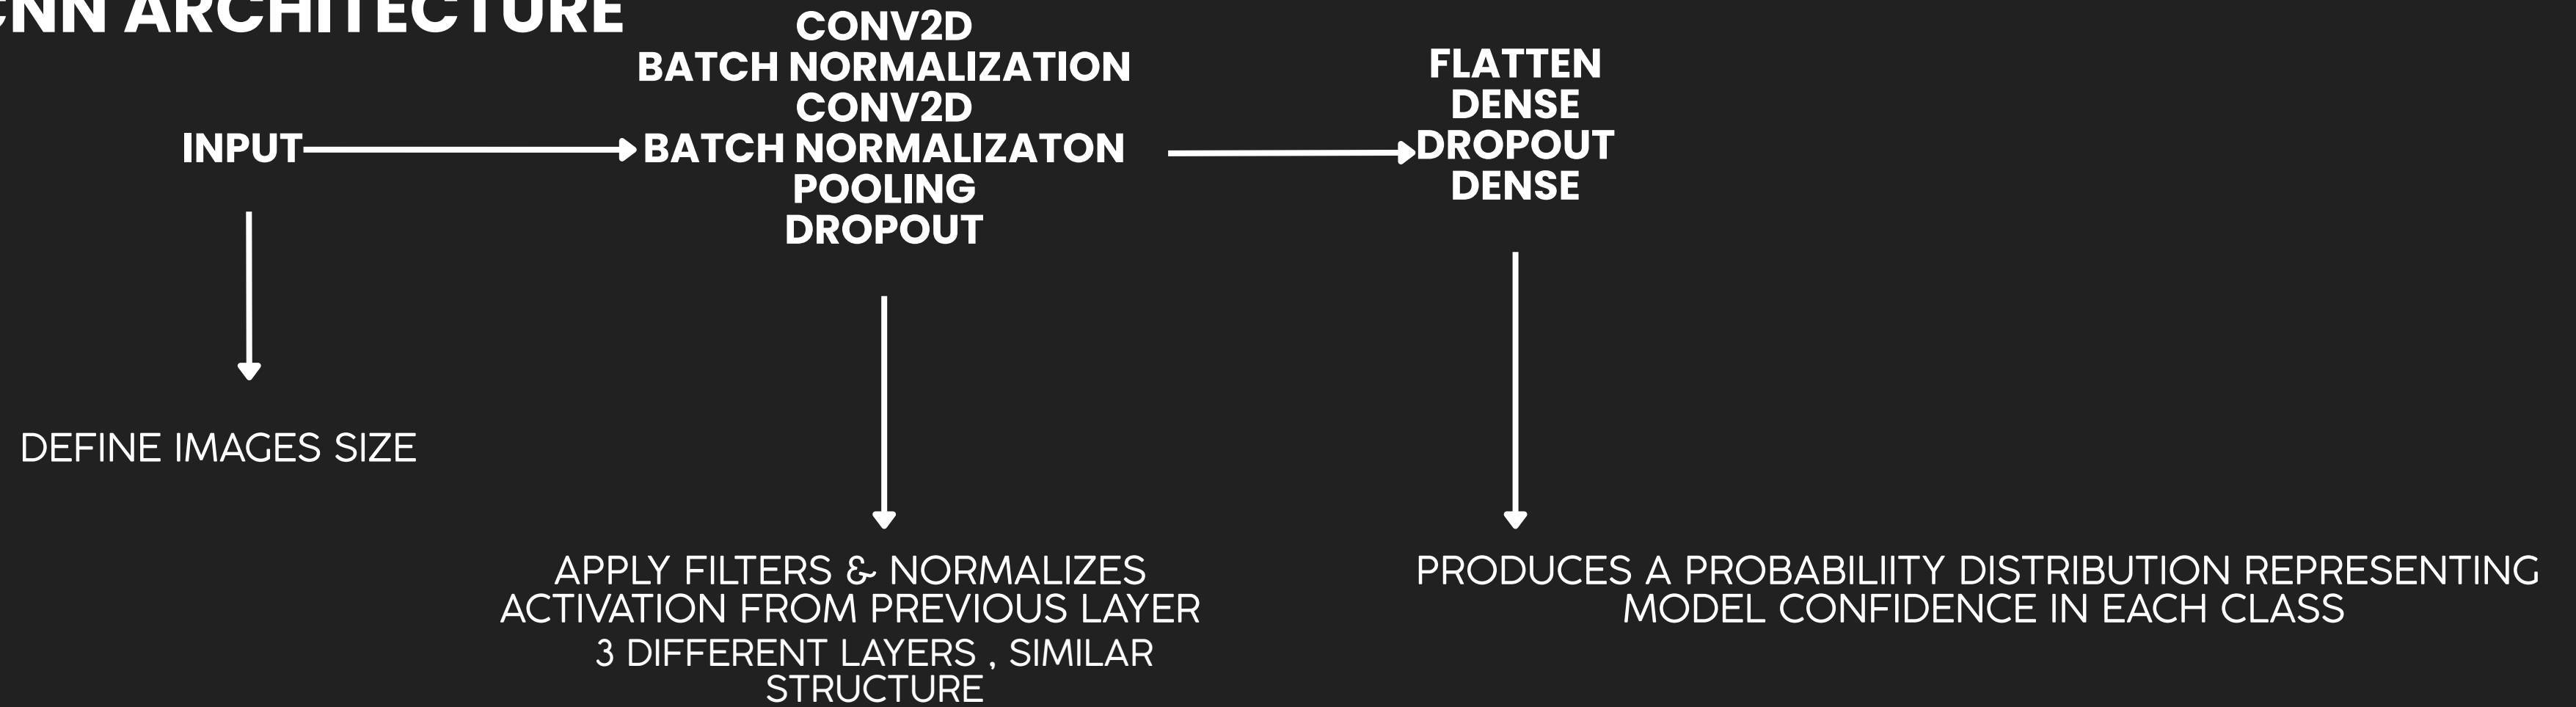 CNN ARCHITECTURE
INPUT
DEFINE IMAGES SIZE
CONV2D
BATCH NORMALIZATION
CONV2D
BATCH NORMALIZATON
POOLING
DROPOUT
APPLY FILTERS & NORMALIZES
ACTIVATION FROM PREVIOUS LAYER
3 DIFFERENT LAYERS , SIMILAR
STRUCTURE
FLATTEN
DENSE
DROPOUT
DENSE
PRODUCES A PROBABILIITY DISTRIBUTION REPRESENTING
MODEL CONFIDENCE IN EACH CLASS